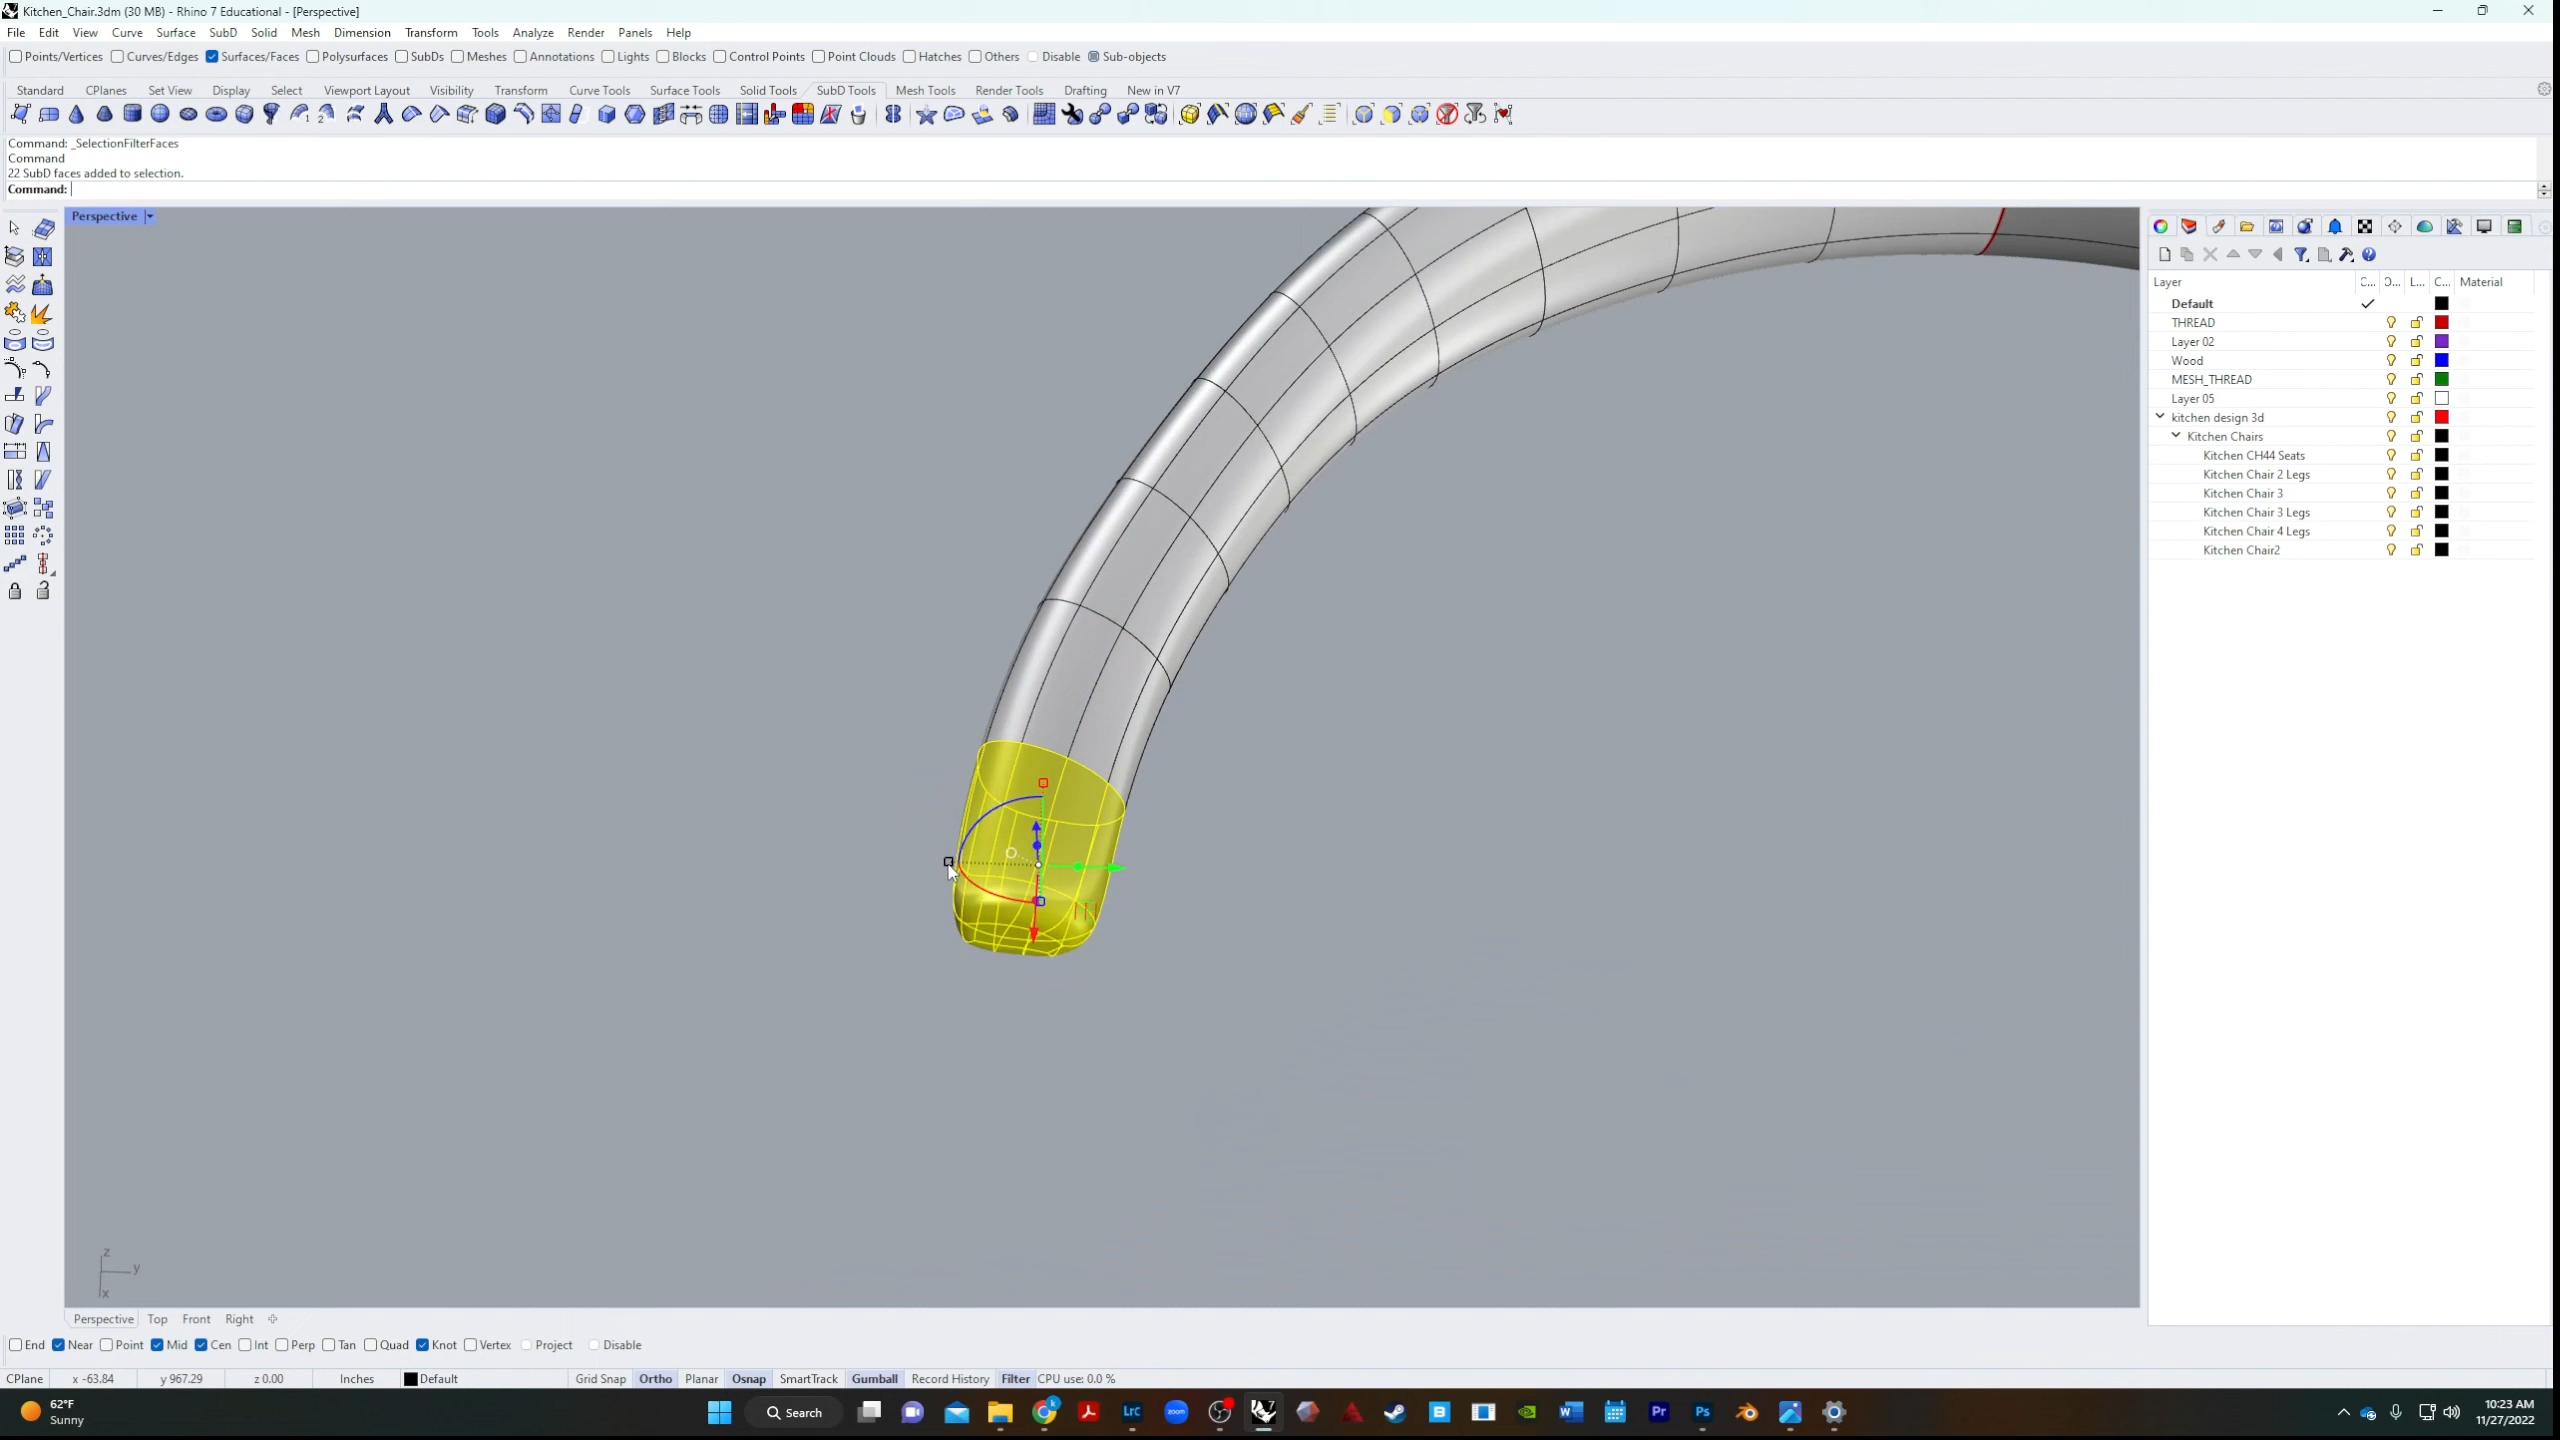 Kitchen_Chair.3dm (30 MB) - Rhino 7 Educational - [Perspective]
File Edit View Curve Surface SubD Solid Mesh Dimension Transform Tools Analyze Render Panels Help
Points/Vertices Curves/Edges Surfaces/Faces Polysurfaces SubDs Meshes Annotations Lights Blocks Control Points Point Clouds Hatches Others Disable Sub-objects
Standard CPlanes Set View Display Select Viewport Layout Visibility Transform Curve Tools Surface Tools Solid Tools SubD Tools Mesh Tools Render Tools Drafting New in V7
Command: _SelectionFilterFaces
Command
22 SubD faces added to selection.
Command:
Perspective
Layer C... O... L... C... Material
Default
THREAD
Layer 02
Wood
MESH_THREAD
Layer 05
kitchen design 3d
Kitchen Chairs
Kitchen CH44 Seats
Kitchen Chair 2 Legs
Kitchen Chair 3
Kitchen Chair 3 Legs
Kitchen Chair 4 Legs
Kitchen Chair2
z
y
x
Perspective Top Front Right
End Near Point Mid Cen Int Perp Tan Quad Knot Vertex Project Disable
CPlane x -63.84 y 967.29 z 0.00 Inches Default Grid Snap Ortho Planar Osnap SmartTrack Gumball Record History Filter CPU use: 0.0 %
62°F
Sunny
Search
Lrc
zoom
Pr
Ps
10:23 AM
11/27/2022